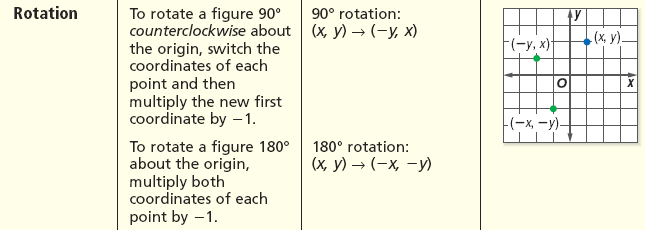 Rotation
To rotate a figure 90°
counterclockwise about
the origin, switch the
coordinates of each
point and then
multiply the new first
coordinate by −1.
90° rotation:
(x, y) → (−y, x)
To rotate a figure 180°
about the origin,
multiply both
coordinates of each
point by −1.
180° rotation:
(x, y) → (−x, −y)
y
(−y, x)
(x, y)
O
x
(−x, −y)